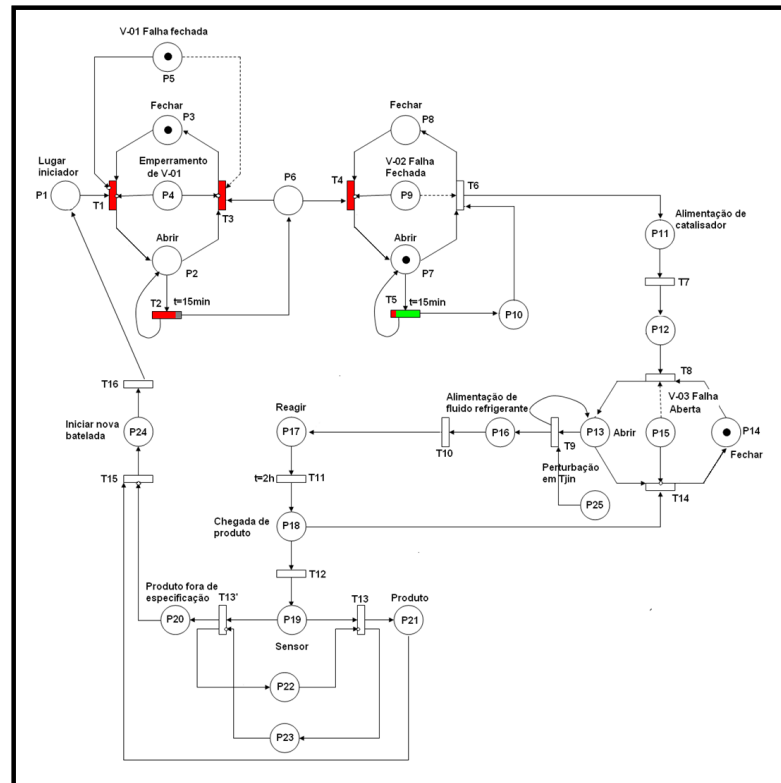 V-01 Falha fechada
P5
Fechar
P3
Lugar
iniciador
P1
T1
Emperramento
de V-01
P4
T3
Abrir
P2
T2
t=15min
P6
Fechar
P8
T4
V-02 Falha
Fechada
P9
T6
Abrir
P7
T5
t=15min
P10
Alimentação de
catalisador
P11
T7
P12
T8
V-03 Falha
Aberta
P13
Abrir
P15
P14
Fechar
T14
Alimentação de
fluido refrigerante
P16
T9
T10
Perturbação
em Tjin
P25
Reagir
P17
t=2h
T11
Chegada de
produto
P18
T12
T16
Iniciar nova
batelada
P24
T15
Produto fora de
especificação
P20
T13'
P19
Sensor
T13
Produto
P21
P22
P23